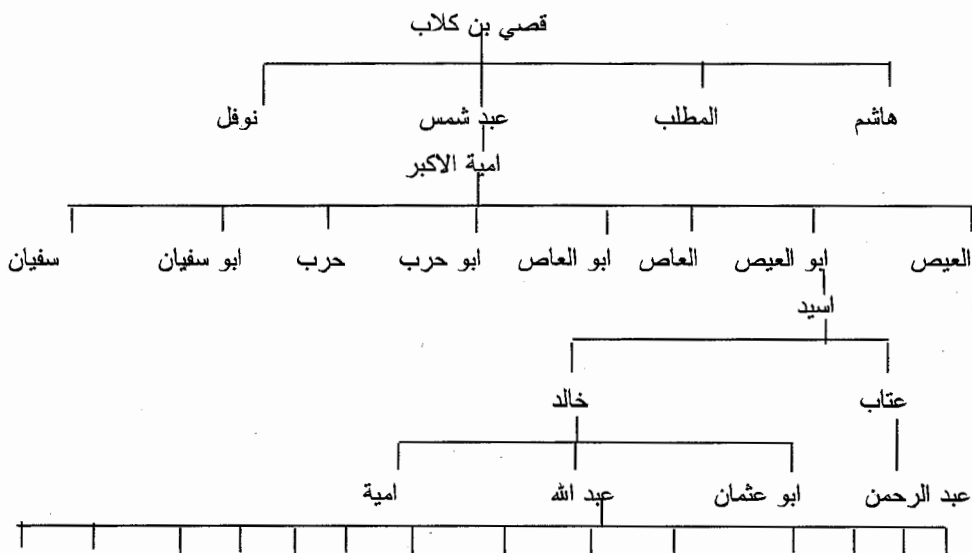 قصي بن كلاب
هاشم المطلب عبد شمس نوفل
امية الاكبر
العيص ابو العيص العاص ابو العاص ابو حرب حرب ابو سفيان سفيان
اسيد
عتاب خالد
عبد الرحمن ابو عثمان عبد الله امية